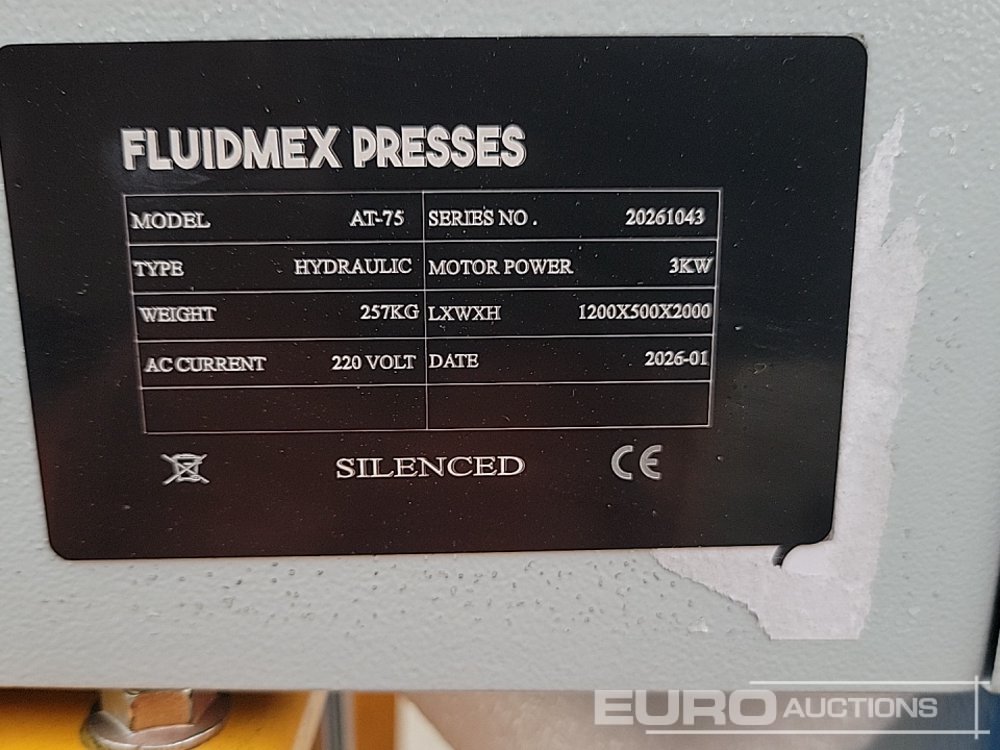 FLUIDMEX PRESSES
MODEL AT-75 SERIES NO . 20261043
TYPE HYDRAULIC MOTOR POWER 3KW
WEIGHT 257KG LXWXH 1200X500X2000
AC CURRENT 220 VOLT DATE 2026-01
SILENCED CE
EURO AUCTIONS